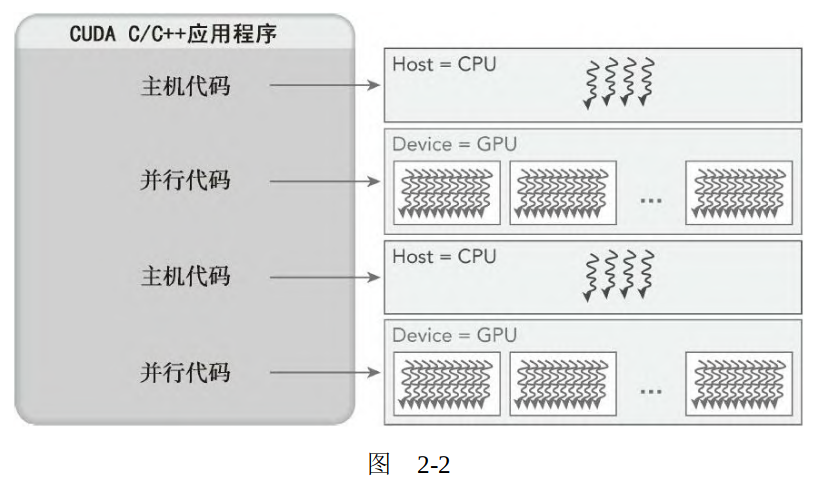 CUDA C/C++应用程序
主机代码
Host = CPU
并行代码
Device = GPU
...
主机代码
Host = CPU
并行代码
Device = GPU
...
图 2-2